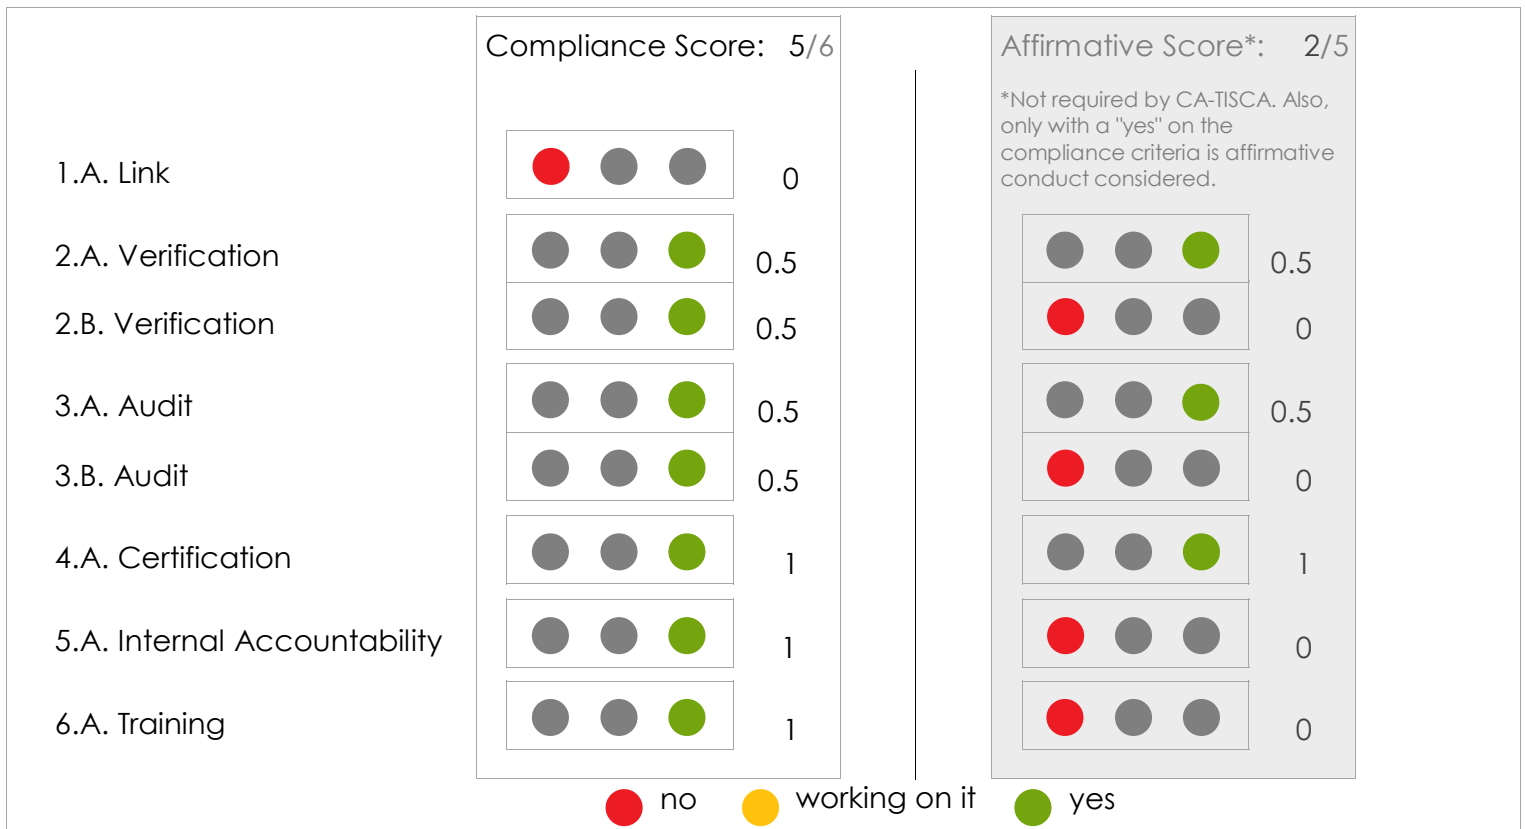 Compliance Score: 5/6
Affirmative Score*: 2/5
*Not required by CA-TISCA. Also,
only with a "yes" on the
compliance criteria is affirmative
conduct considered.
1.A. Link 0
2.A. Verification 0.5 0.5
2.B. Verification 0.5 0
3.A. Audit 0.5 0.5
3.B. Audit 0.5 0
4.A. Certification 1 1
5.A. Internal Accountability 1 0
6.A. Training 1 0
no working on it yes